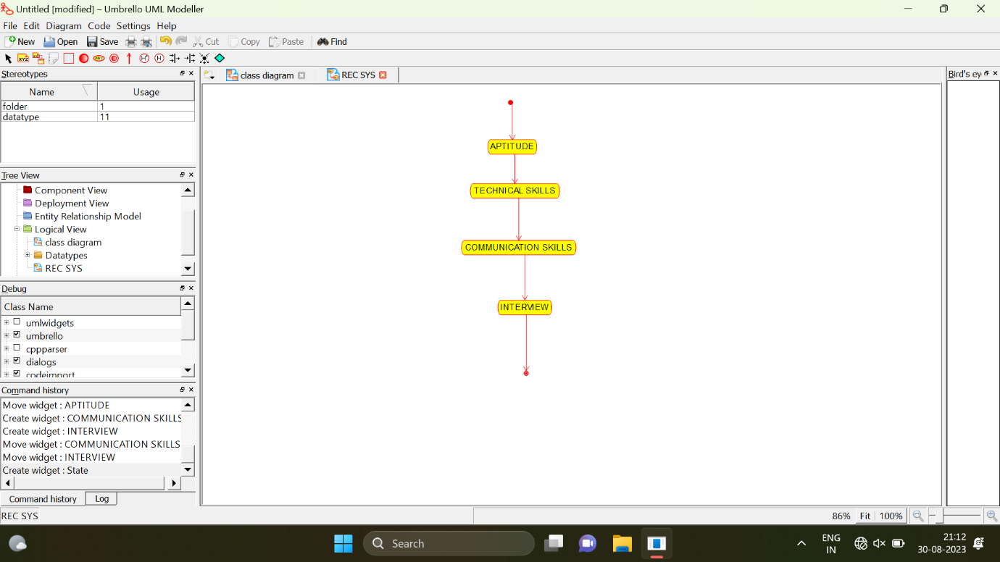 Untitled [modified] – Umbrello UML Modeller
File Edit Diagram Code Settings Help
New Open Save Cut Copy Paste Find
XYZ ABC H H
Stereotypes
Name Usage
folder 1
datatype 11
Tree View
Component View
Deployment View
Entity Relationship Model
Logical View
class diagram
Datatypes
REC SYS
Debug
Class Name
umlwidgets
umbrello
cppparser
dialogs
codeimport
Command history
Move widget : APTITUDE
Create widget : COMMUNICATION SKILLS
Create widget : INTERVIEW
Move widget : COMMUNICATION SKILLS
Move widget : INTERVIEW
Create widget : State
Command history Log
class diagram REC SYS
APTITUDE
TECHNICAL SKILLS
COMMUNICATION SKILLS
INTERVIEW
Bird's ey
REC SYS 86% Fit 100%
Search
ENG
IN
21:12
30-08-2023